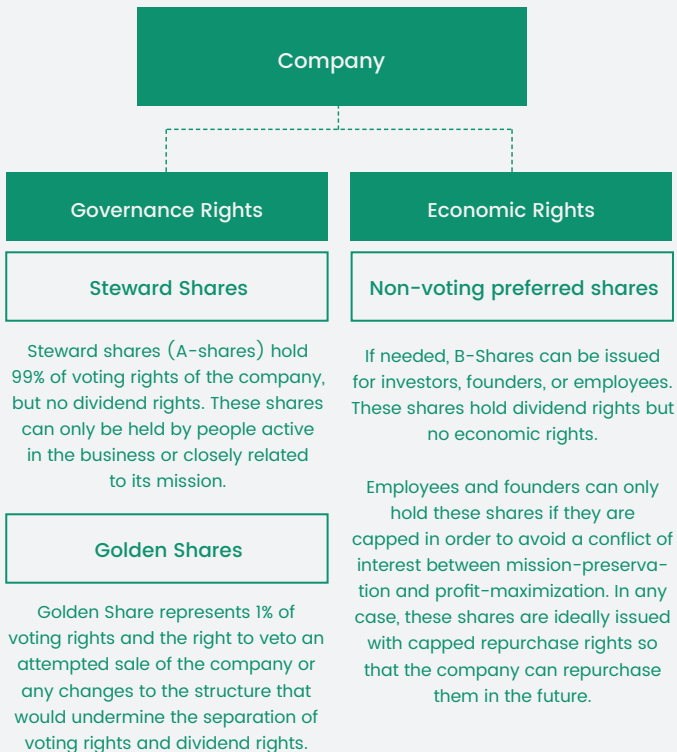 Company
Governance Rights
Steward Shares
Steward shares (A-shares) hold
99% of voting rights of the company,
but no dividend rights. These shares
can only be held by people active
in the business or closely related
to its mission.
Golden Shares
Golden Share represents 1% of
voting rights and the right to veto an
attempted sale of the company or
any changes to the structure that
would undermine the separation of
voting rights and dividend rights.
Economic Rights
Non-voting preferred shares
If needed, B-Shares can be issued
for investors, founders, or employees.
These shares hold dividend rights but
no economic rights.
Employees and founders can only
hold these shares if they are
capped in order to avoid a conflict of
interest between mission-preserva-
tion and profit-maximization. In any
case, these shares are ideally issued
with capped repurchase rights so
that the company can repurchase
them in the future.